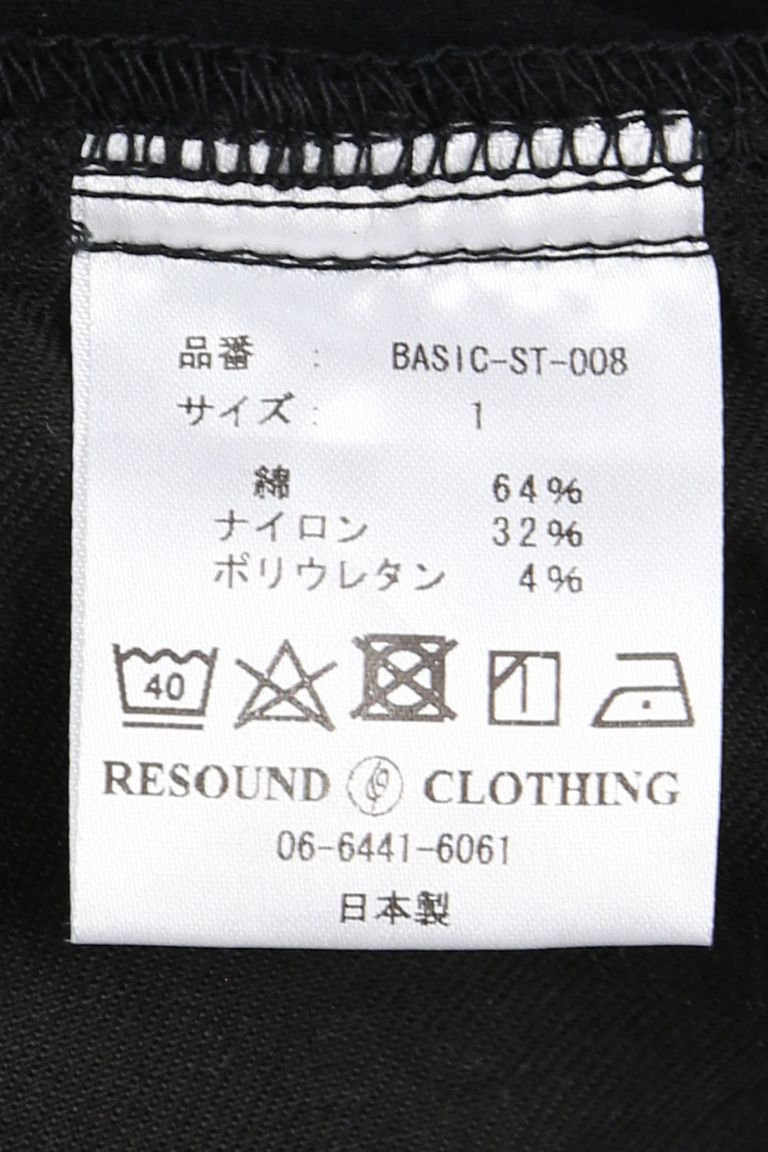 品番 : BASIC-ST-008
サイズ: 1
綿 64%
ナイロン 32%
ポリウレタン 4%
40
RESOUND CLOTHING
06-6441-6061
日本製